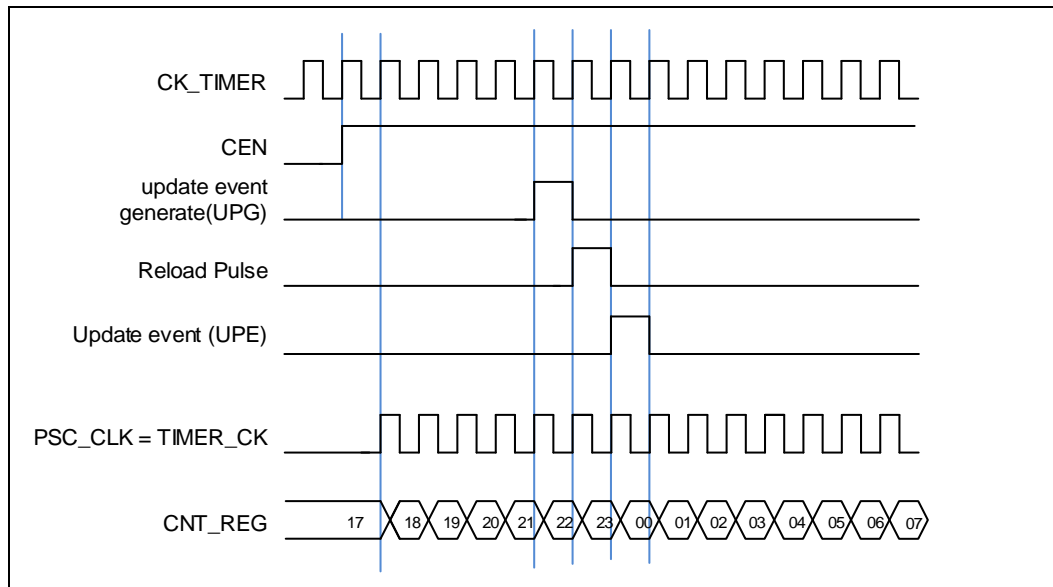 CK_TIMER
CEN
update event
generate(UPG)
Reload Pulse
Update event (UPE)
PSC_CLK = TIMER_CK
CNT_REG 17 18 19 20 21 22 23 00 01 02 03 04 05 06 07